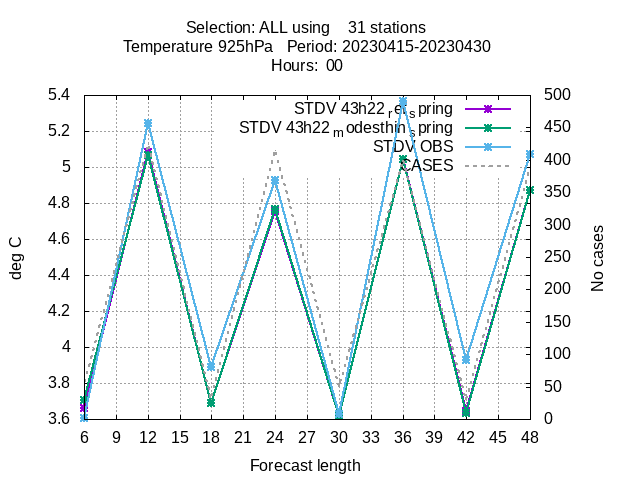 Selection: ALL using 31 stations
Temperature 925hPa Period: 20230415-20230430
Hours: 00
STDV 43h22 refs pring
STDV 43h22 modesthins pring
STDV OBS
CASES
5.4
5.2
5
4.8
4.6
4.4
4.2
4
3.8
3.6
deg C
500
450
400
350
300
250
200
150
100
50
0
No cases
6 9 12 15 18 21 24 27 30 33 36 39 42 45 48
Forecast length